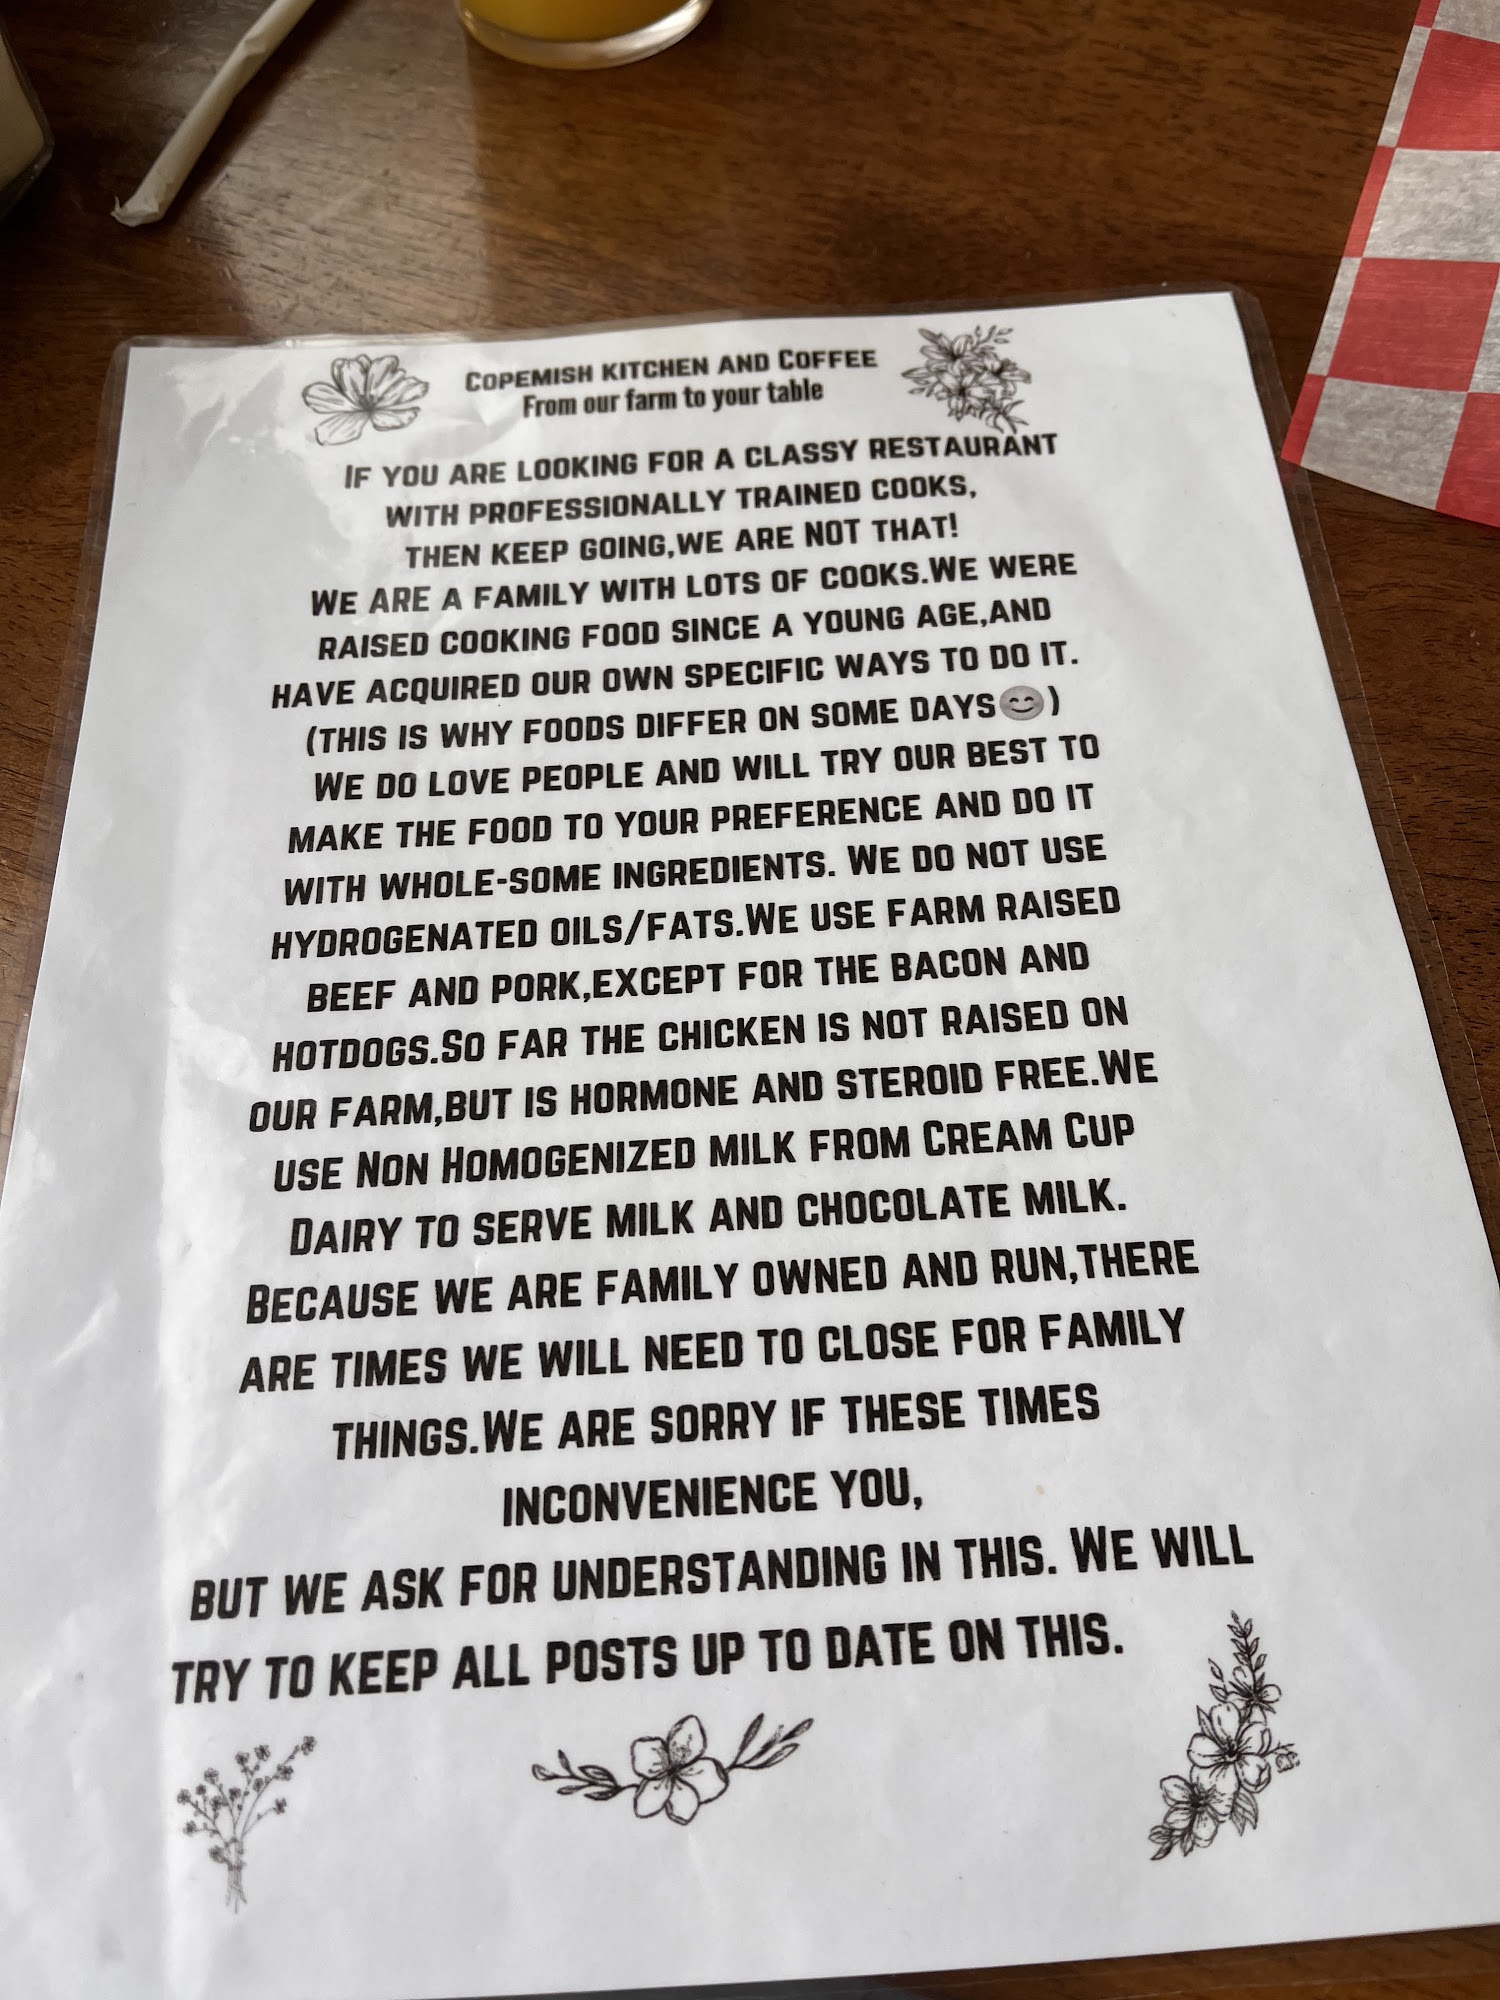 Copemish kitchen and Coffee
From our farm to your table
If you are looking for a classy restaurant
with professionally trained cooks,
then keep going,we are NOT that!
We ARE a family with lots of cooks.We were
raised cooking food since a young age,and
have acquired our own specific ways to do it.
(this is why foods differ on some days😊)
We do love people and will try our best to
make the food to your preference and do it
with whole-some ingredients. We do not use
hydrogenated oils/fats.We use farm raised
beef and pork,except for the bacon and
hotdogs.So far the chicken is not raised on
our farm,but is hormone and steroid free.We
use Non Homogenized milk from Cream Cup
Dairy to serve milk and chocolate milk.
Because we are family owned and run,there
are times we will need to close for family
things.We are sorry if these times
inconvenience you,
but we ask for understanding in this. We will
try to keep all posts up to date on this.